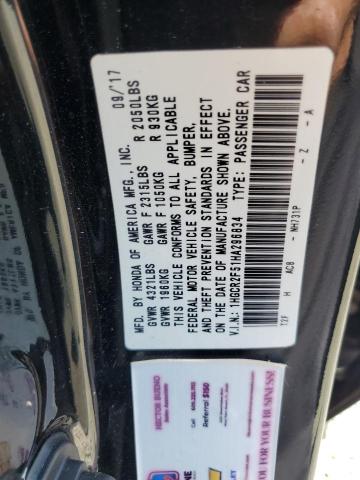 MFD. BY HONDA OF AMERICA MFG., INC. 09/'17
GVWR 4321LBS GAWR F 2315LBS R 2050LBS
GVWR 1960KG GAWR F 1050KG R 930KG
THIS VEHICLE CONFORMS TO ALL APPLICABLE
FEDERAL MOTOR VEHICLE SAFETY, BUMPER,
AND THEFT PREVENTION STANDARDS IN EFFECT
ON THE DATE OF MANUFACTURE SHOWN ABOVE.
V.I.N.: 1HGCR2F51HA296834 TYPE: PASSENGER CAR
T2F H AC8 - NH731P - Z - A
HECTOR BUENO
Referral $150
FOR YOUR BUSINESS!